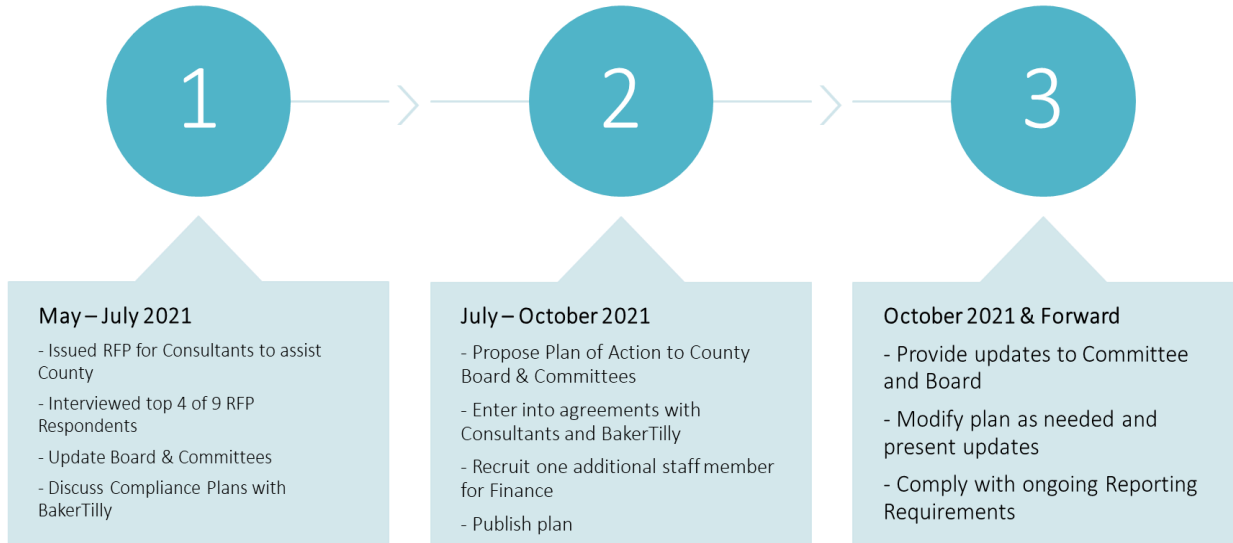 1
2
3
May – July 2021
- Issued RFP for Consultants to assist
County
- Interviewed top 4 of 9 RFP
Respondents
- Update Board & Committees
- Discuss Compliance Plans with
BakerTilly
July – October 2021
- Propose Plan of Action to County
Board & Committees
- Enter into agreements with
Consultants and BakerTilly
- Recruit one additional staff member
for Finance
- Publish plan
October 2021 & Forward
- Provide updates to Committee
and Board
- Modify plan as needed and
present updates
- Comply with ongoing Reporting
Requirements